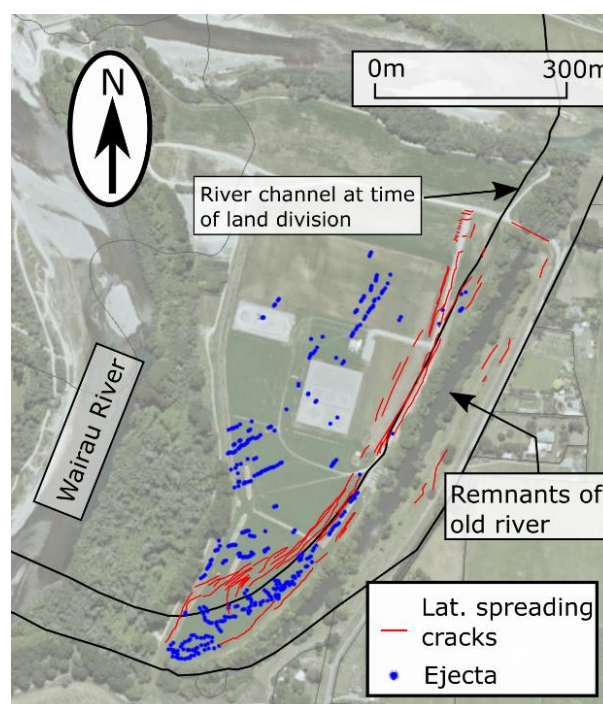 N
0m 300m
River channel at time
of land division
Wairau River
Remnants of
old river
Lat. spreading
cracks
Ejecta